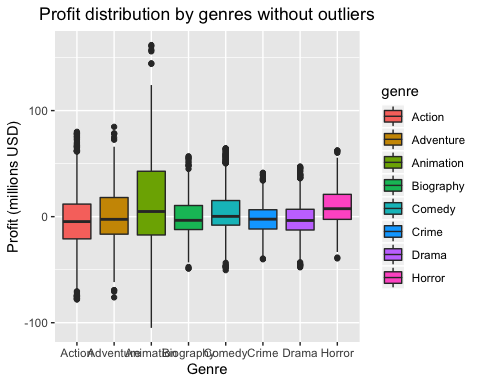 Profit distribution by genres without outliers
Profit (millions USD)
100
0
-100
Action Adventure Animation Biography Comedy Crime Drama Horror
Genre
genre
Action
Adventure
Animation
Biography
Comedy
Crime
Drama
Horror